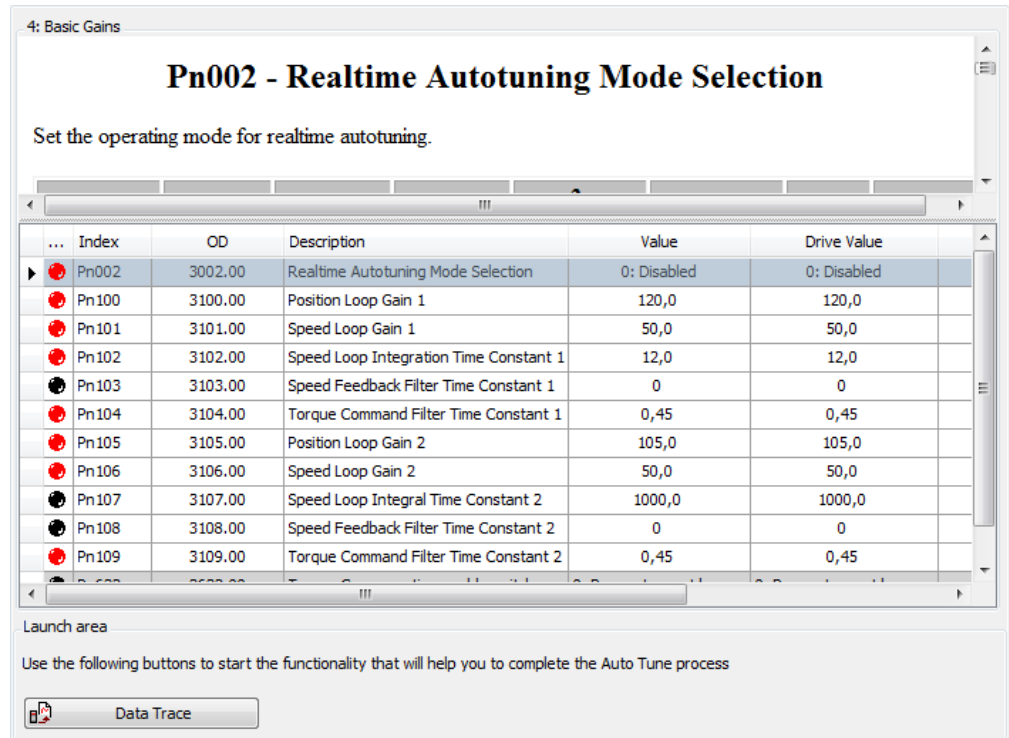 4: Basic Gains
Pn002 - Realtime Autotuning Mode Selection
Set the operating mode for realtime autotuning.
... Index OD Description Value Drive Value
Pn002 3002.00 Realtime Autotuning Mode Selection 0: Disabled 0: Disabled
Pn100 3100.00 Position Loop Gain 1 120,0 120,0
Pn101 3101.00 Speed Loop Gain 1 50,0 50,0
Pn102 3102.00 Speed Loop Integration Time Constant 1 12,0 12,0
Pn103 3103.00 Speed Feedback Filter Time Constant 1 0 0
Pn104 3104.00 Torque Command Filter Time Constant 1 0,45 0,45
Pn105 3105.00 Position Loop Gain 2 105,0 105,0
Pn106 3106.00 Speed Loop Gain 2 50,0 50,0
Pn107 3107.00 Speed Loop Integral Time Constant 2 1000,0 1000,0
Pn108 3108.00 Speed Feedback Filter Time Constant 2 0 0
Pn109 3109.00 Torque Command Filter Time Constant 2 0,45 0,45
Launch area
Use the following buttons to start the functionality that will help you to complete the Auto Tune process
Data Trace